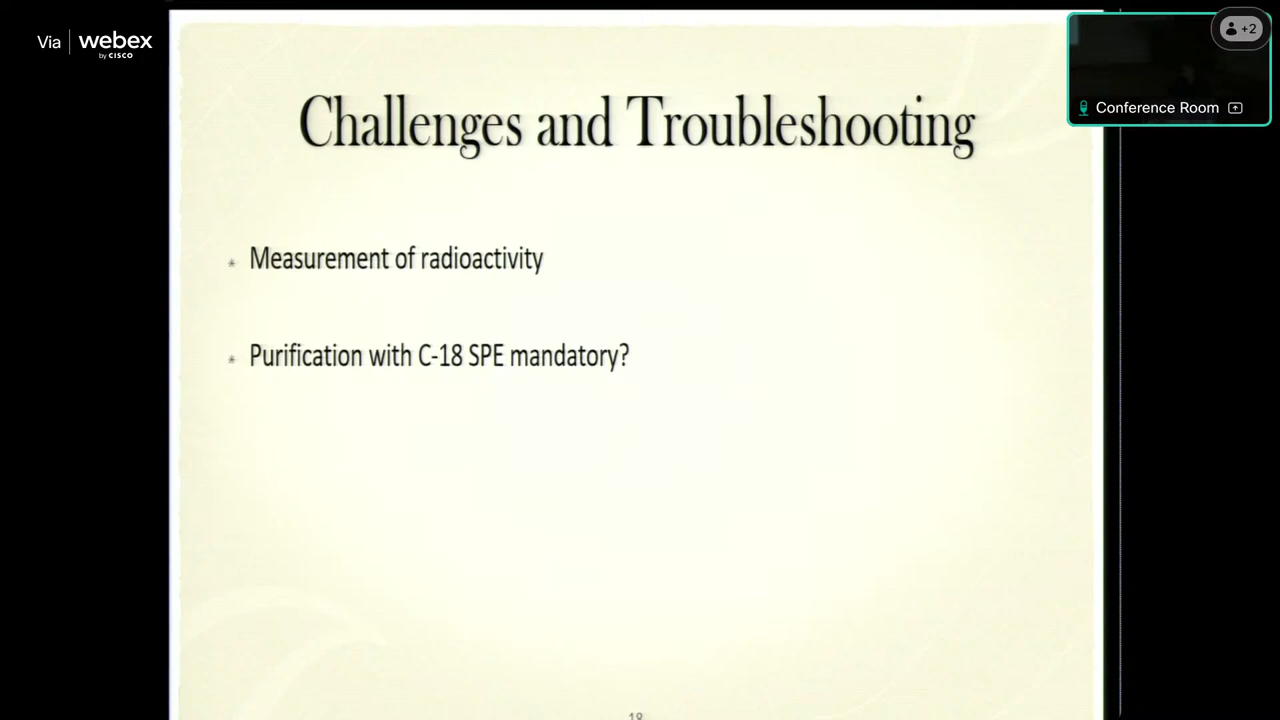 Via webex
by CISCO
+2
Conference Room
Challenges and Troubleshooting
* Measurement of radioactivity
* Purification with C-18 SPE mandatory?
18